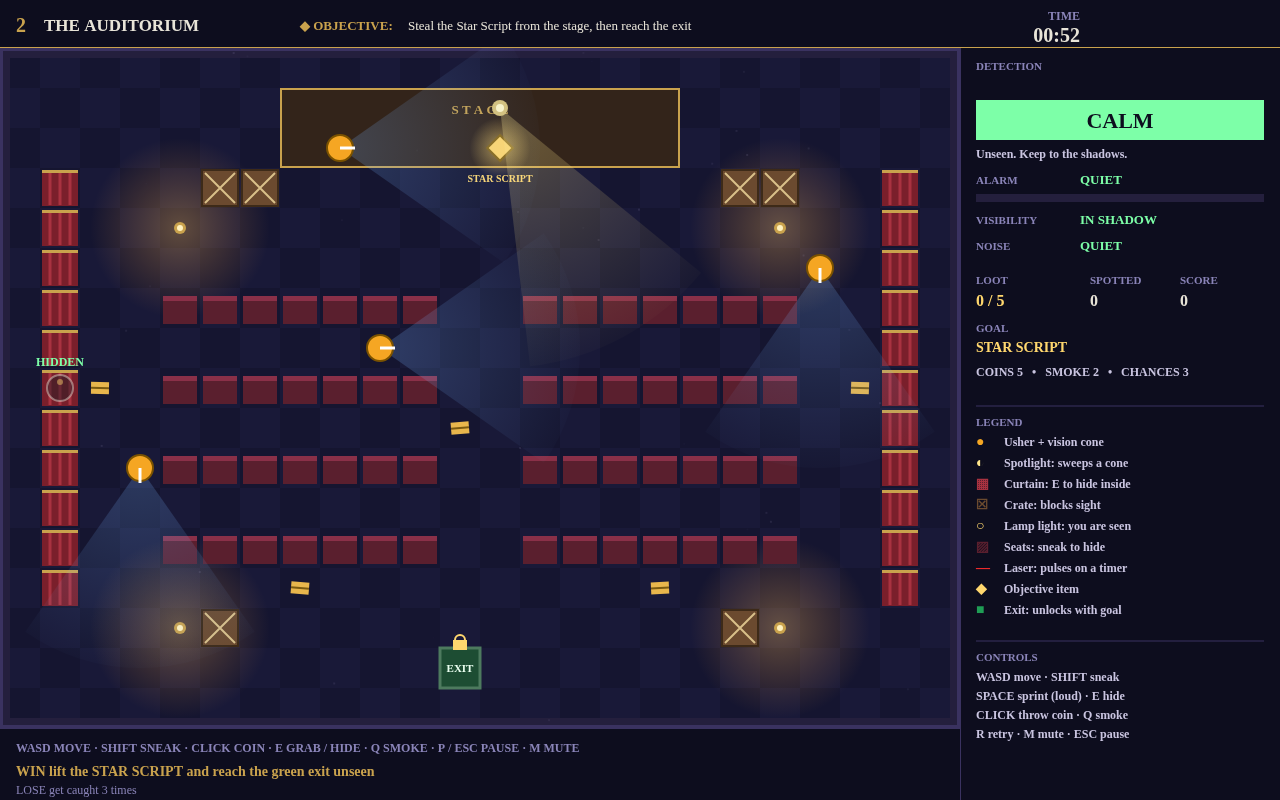 2 THE AUDITORIUM
◆ OBJECTIVE: Steal the Star Script from the stage, then reach the exit
TIME
00:52
STAG
STAR SCRIPT
HIDDEN
EXIT
DETECTION
CALM
Unseen. Keep to the shadows.
ALARM QUIET
VISIBILITY IN SHADOW
NOISE QUIET
LOOT SPOTTED SCORE
0 / 5 0 0
GOAL
STAR SCRIPT
COINS 5 • SMOKE 2 • CHANCES 3
LEGEND
Usher + vision cone
Spotlight: sweeps a cone
Curtain: E to hide inside
Crate: blocks sight
Lamp light: you are seen
Seats: sneak to hide
Laser: pulses on a timer
Objective item
Exit: unlocks with goal
CONTROLS
WASD move · SHIFT sneak
SPACE sprint (loud) · E hide
CLICK throw coin · Q smoke
R retry · M mute · ESC pause
WASD MOVE · SHIFT SNEAK · CLICK COIN · E GRAB / HIDE · Q SMOKE · P / ESC PAUSE · M MUTE
WIN lift the STAR SCRIPT and reach the green exit unseen
LOSE get caught 3 times